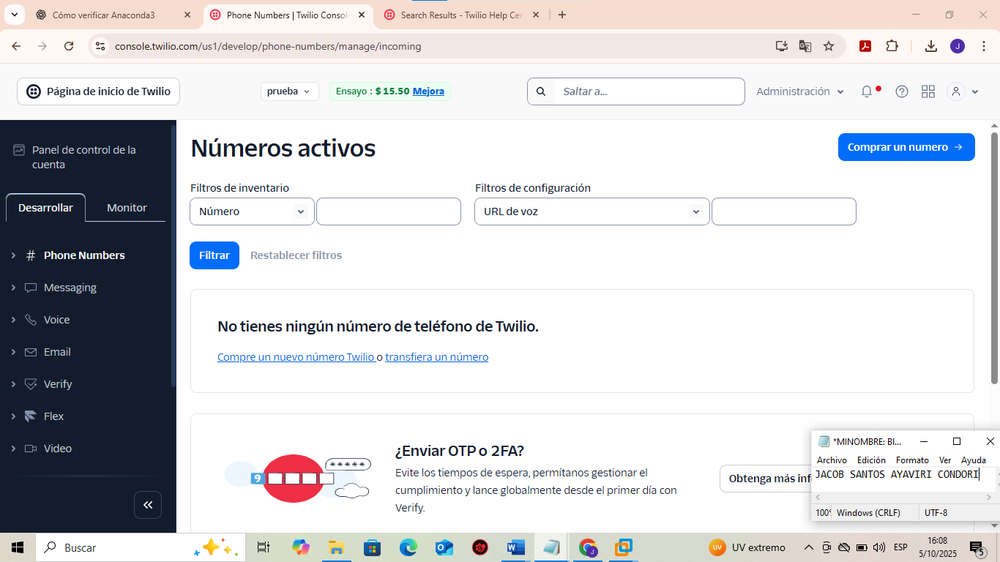 Cómo verificar Anaconda3
Phone Numbers | Twilio Consol
Search Results - Twilio Help Cen
console.twilio.com/us1/develop/phone-numbers/manage/incoming
J
Página de inicio de Twilio
prueba
Ensayo : $ 15.50 Mejora
Saltar a...
Administración
Panel de control de la
cuenta
Desarrollar
Monitor
Phone Numbers
Messaging
Voice
Email
Verify
Flex
Video
Números activos
Comprar un numero
Filtros de inventario
Filtros de configuración
Número
URL de voz
Filtrar
Restablecer filtros
No tienes ningún número de teléfono de Twilio.
Compre un nuevo número Twilio o transfiera un número
9
*****
¿Enviar OTP o 2FA?
Evite los tiempos de espera, permítanos gestionar el
cumplimiento y lance globalmente desde el primer día con
Verify.
Obtenga más inf
*MINOMBRE: BI...
Archivo Edición Formato Ver Ayuda
JACOB SANTOS AYAVIRI CONDORI
100% Windows (CRLF) UTF-8
Buscar
UV
UV extremo
ESP
16:08
5/10/2025
5